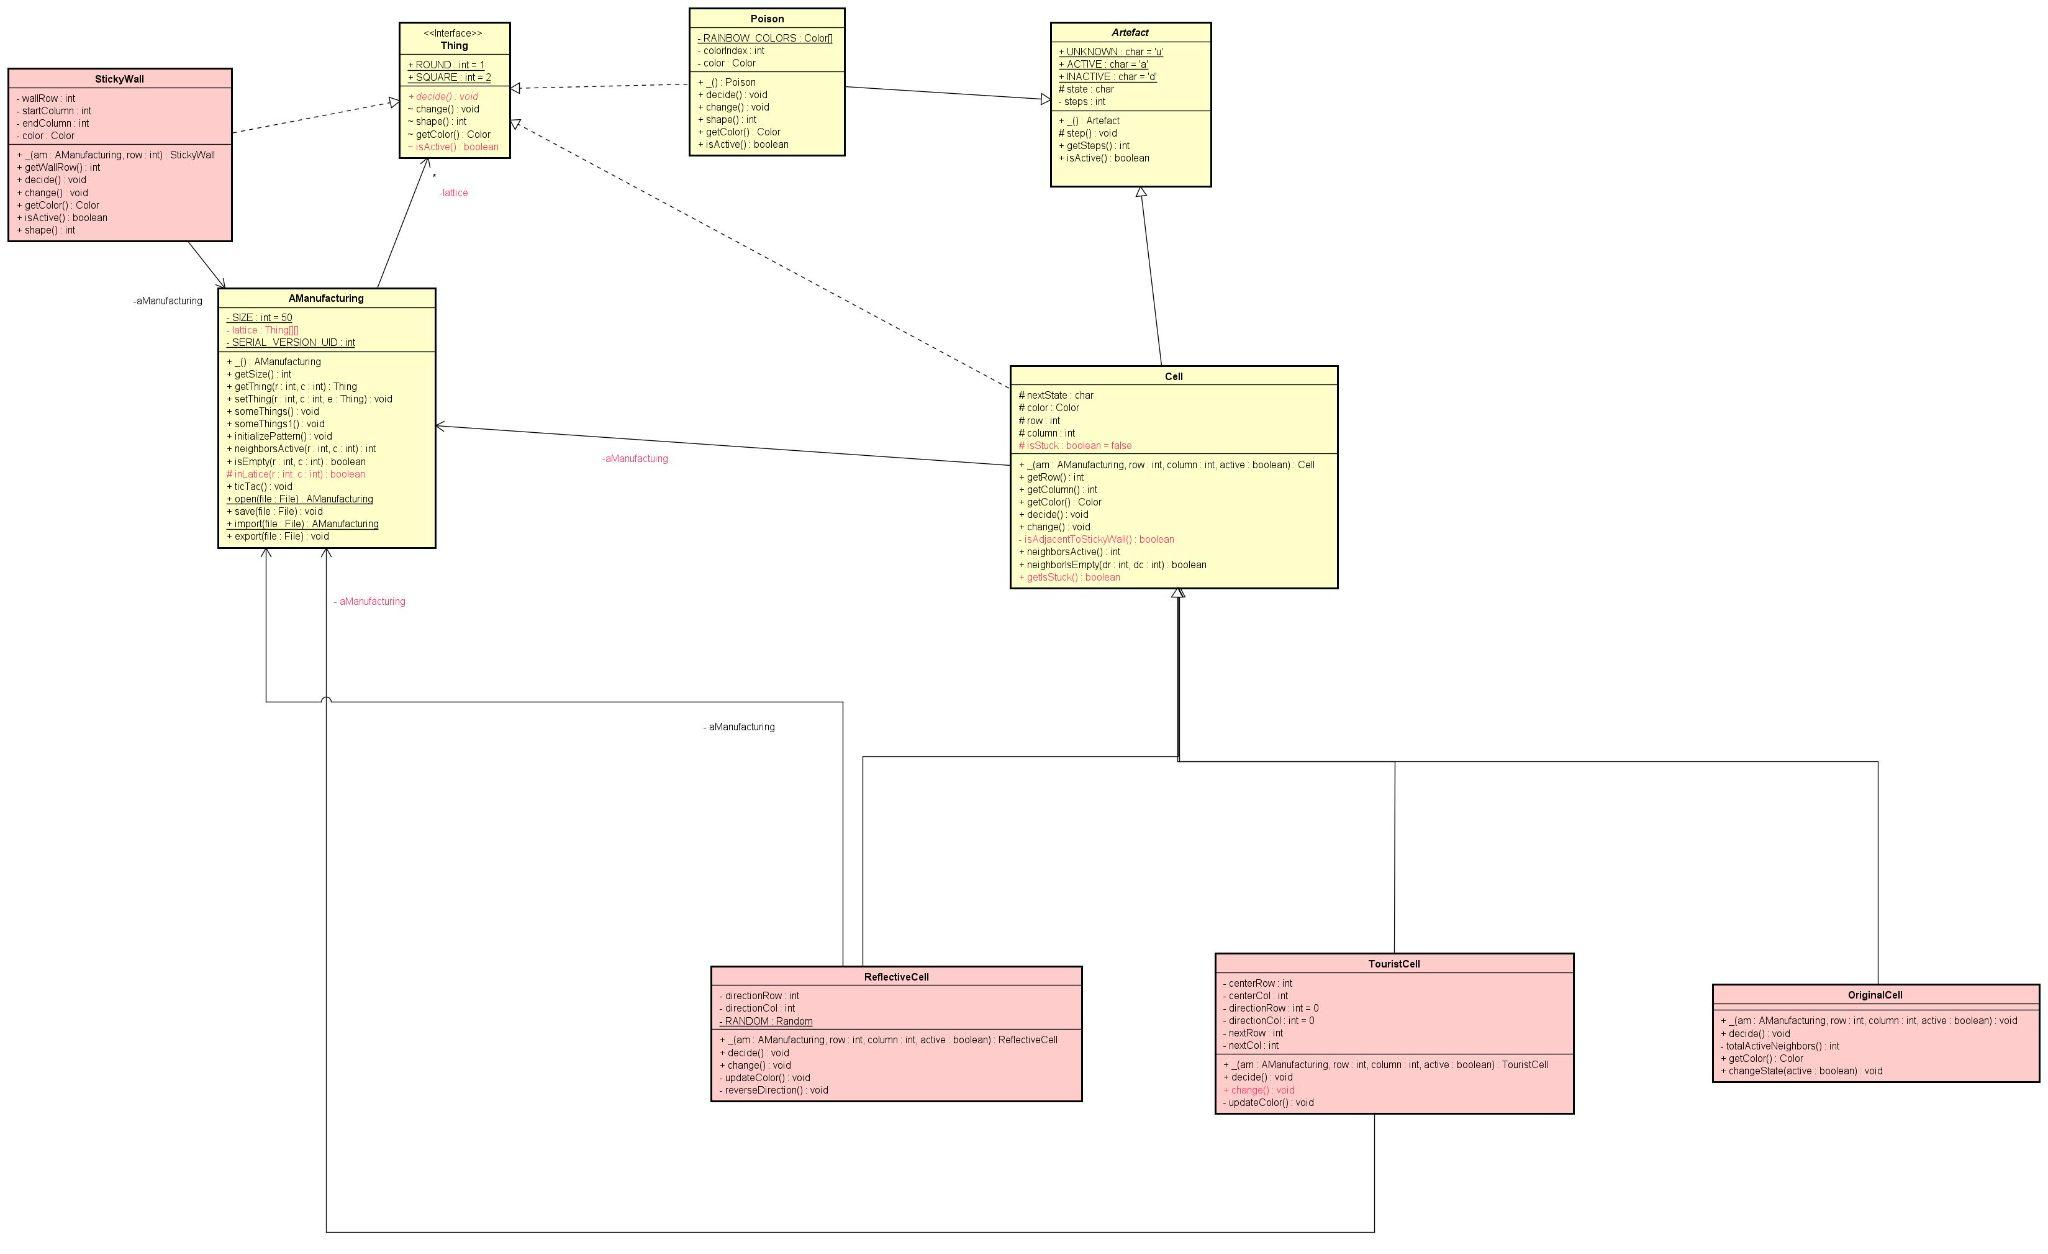 StickyWall
- wallRow : int
- startColumn : int
- endColumn : int
- color : Color
+ _(am : AManufacturing, row : int) : StickyWall
+ getWallRow() : int
+ decide() : void
+ change() : void
+ getColor() : Color
+ isActive() : boolean
+ shape() : int
<<Interface>>
Thing
+ ROUND : int = 1
+ SQUARE : int = 2
+ decide() : void
~ change() : void
~ shape() : int
~ getColor() : Color
~ isActive() : boolean
*
-lattice
Poison
- RAINBOW_COLORS : Color[]
- colorIndex : int
- color : Color
+ _() : Poison
+ decide() : void
+ change() : void
+ shape() : int
+ getColor() : Color
+ isActive() : boolean
Artefact
+ UNKNOWN : char = 'u'
+ ACTIVE : char = 'a'
+ INACTIVE : char = 'd'
# state : char
- steps : int
+ _() : Artefact
# step() : void
+ getSteps() : int
+ isActive() : boolean
-aManufacturing
AManufacturing
- SIZE : int = 50
- lattice : Thing[][]
- SERIAL_VERSION_UID : int
+ _() : AManufacturing
+ getSize() : int
+ getThing(r : int, c : int) : Thing
+ setThing(r : int, c : int, e : Thing) : void
+ someThings() : void
+ someThings1() : void
+ initializePattern() : void
+ neighborsActive(r : int, c : int) : int
+ isEmpty(r : int, c : int) : boolean
# inLatice(r : int, c : int) : boolean
+ ticTac() : void
+ open(file : File) : AManufacturing
+ save(file : File) : void
+ import(file : File) : AManufacturing
+ export(file : File) : void
-aManufactuing
Cell
# nextState : char
# color : Color
# row : int
# column : int
# isStuck : boolean = false
+ _(am : AManufacturing, row : int, column : int, active : boolean) : Cell
+ getRow() : int
+ getColumn() : int
+ getColor() : Color
+ decide() : void
+ change() : void
- isAdjacentToStickyWall() : boolean
+ neighborsActive() : int
+ neighborIsEmpty(dr : int, dc : int) : boolean
+ getIsStuck() : boolean
- aManufacturing
- aManufacturing
ReflectiveCell
- directionRow : int
- directionCol : int
- RANDOM : Random
+ _(am : AManufacturing, row : int, column : int, active : boolean) : ReflectiveCell
+ decide() : void
+ change() : void
- updateColor() : void
- reverseDirection() : void
TouristCell
- centerRow : int
- centerCol : int
- directionRow : int = 0
- directionCol : int = 0
- nextRow : int
- nextCol : int
+ _(am : AManufacturing, row : int, column : int, active : boolean) : TouristCell
+ decide() : void
+ change() : void
- updateColor() : void
OriginalCell
+ _(am : AManufacturing, row : int, column : int, active : boolean) : void
+ decide() : void
- totalActiveNeighbors() : int
+ getColor() : Color
+ changeState(active : boolean) : void